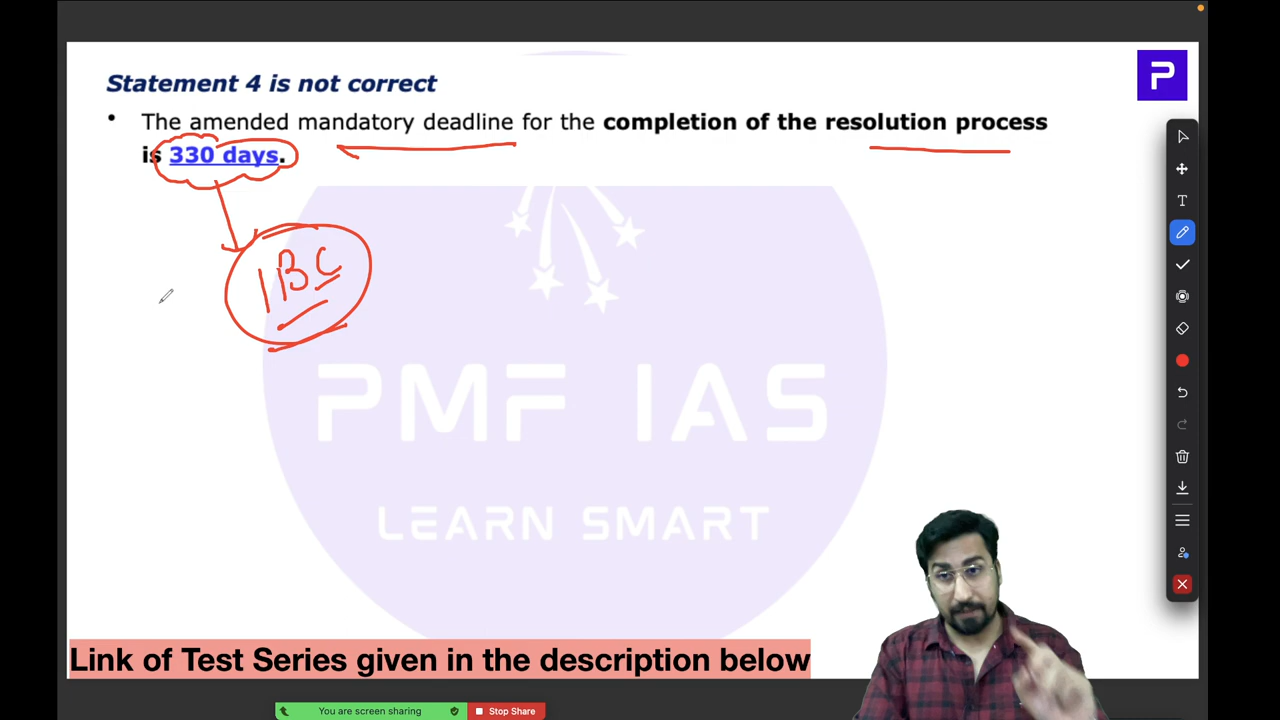 Statement 4 is not correct
• The amended mandatory deadline for the completion of the resolution process
is 330 days.
IBC
PMF IAS
LEARN SMART
Link of Test Series given in the description below
You are screen sharing
Stop Share
P
T